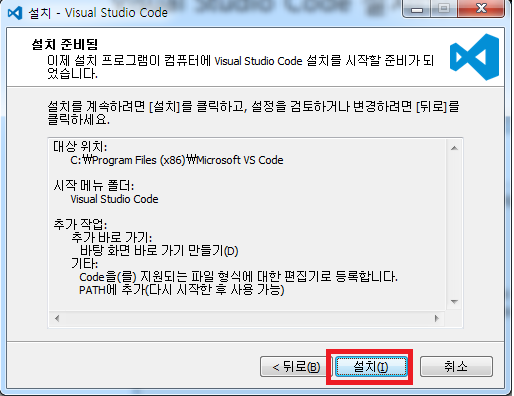 설치 - Visual Studio Code
설치 준비됨
이제 설치 프로그램이 컴퓨터에 Visual Studio Code 설치를 시작할 준비가 되
었습니다.
설치를 계속하려면 [설치]를 클릭하고, 설정을 검토하거나 변경하려면 [뒤로]를
클릭하세요.
대상 위치:
C:₩Program Files (x86)₩Microsoft VS Code
시작 메뉴 폴더:
Visual Studio Code
추가 작업:
추가 바로 가기:
바탕 화면 바로 가기 만들기(D)
기타:
Code을(를) 지원되는 파일 형식에 대한 편집기로 등록합니다.
PATH에 추가(다시 시작한 후 사용 가능)
< 뒤로(B) 설치(I) 취소